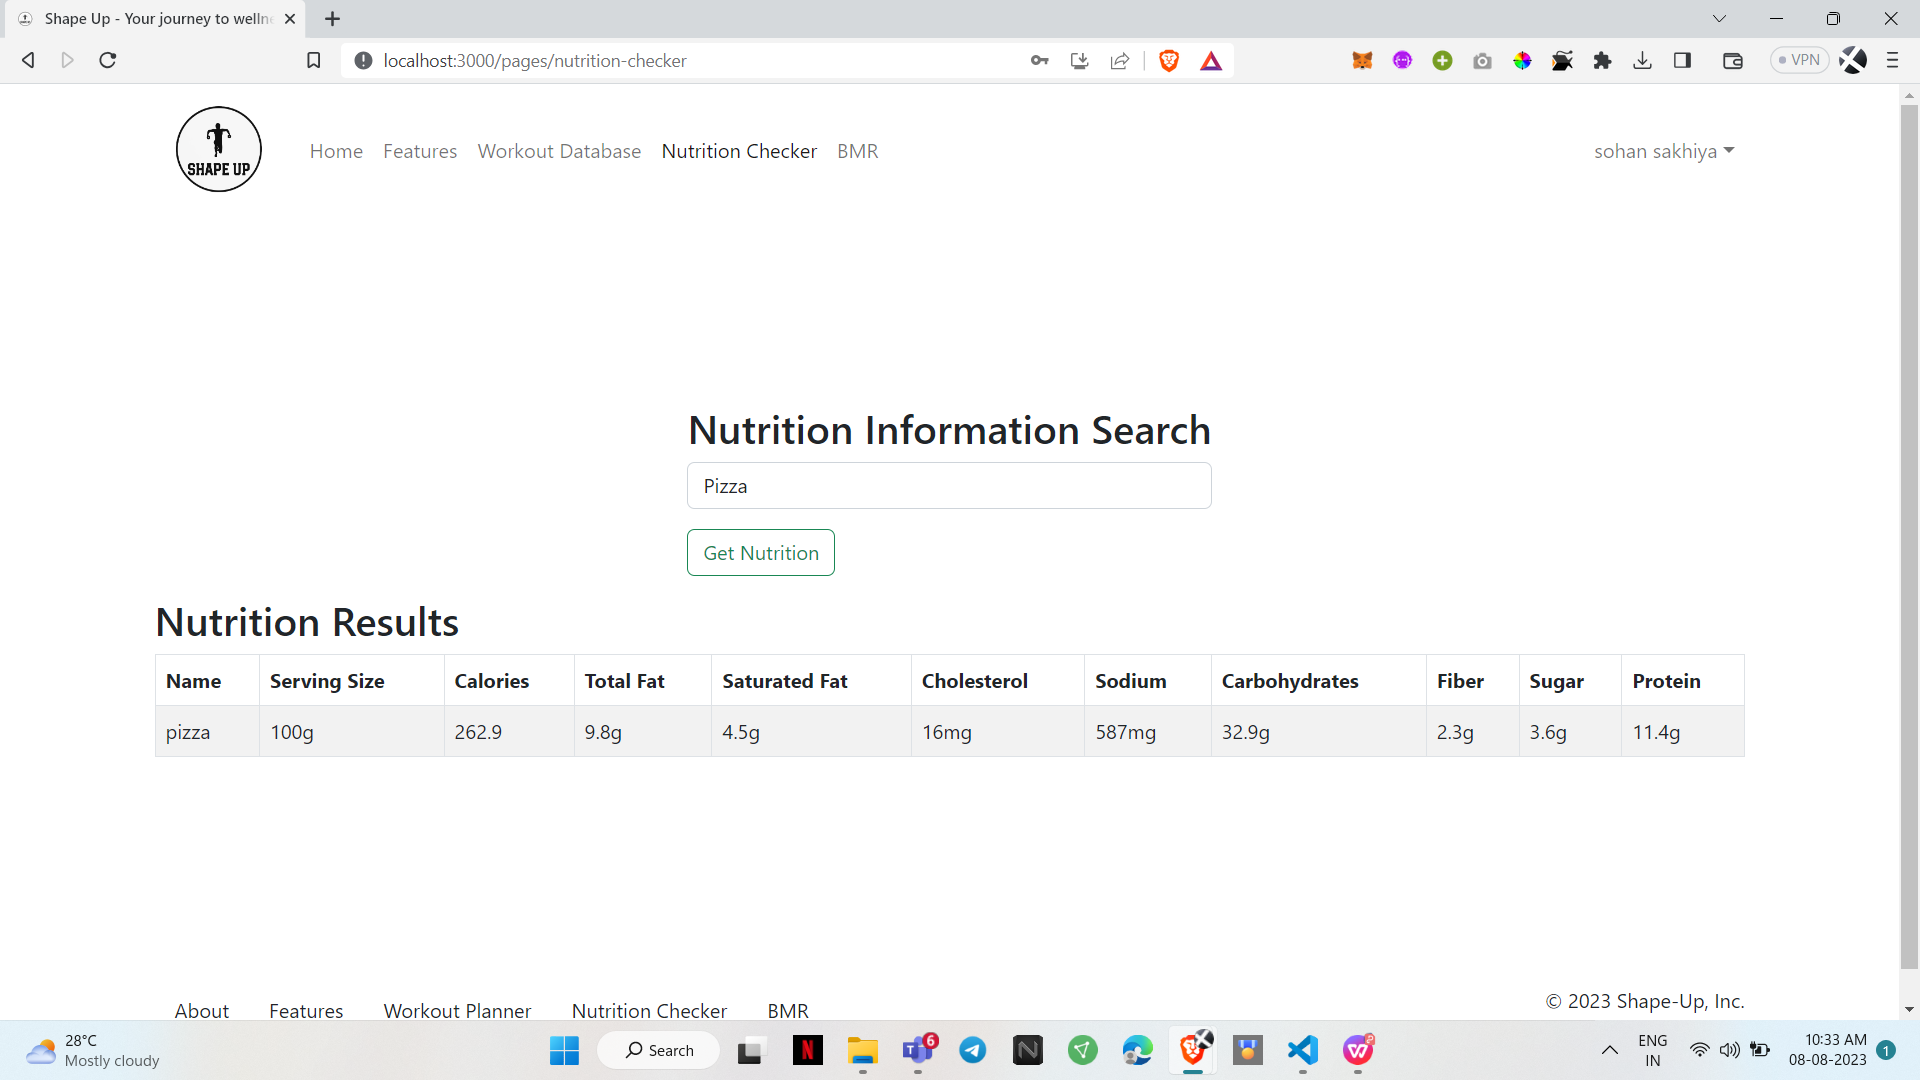 Shape Up - Your journey to welln
localhost:3000/pages/nutrition-checker
VPN
SHAPE UP
Home Features Workout Database Nutrition Checker BMR
sohan sakhiya
Nutrition Information Search
Pizza
Get Nutrition
Nutrition Results
Name Serving Size Calories Total Fat Saturated Fat Cholesterol Sodium Carbohydrates Fiber Sugar Protein
pizza 100g 262.9 9.8g 4.5g 16mg 587mg 32.9g 2.3g 3.6g 11.4g
About Features Workout Planner Nutrition Checker BMR
© 2023 Shape-Up, Inc.
28°C
Mostly cloudy
Search
6
ENG
IN
10:33 AM
08-08-2023
1